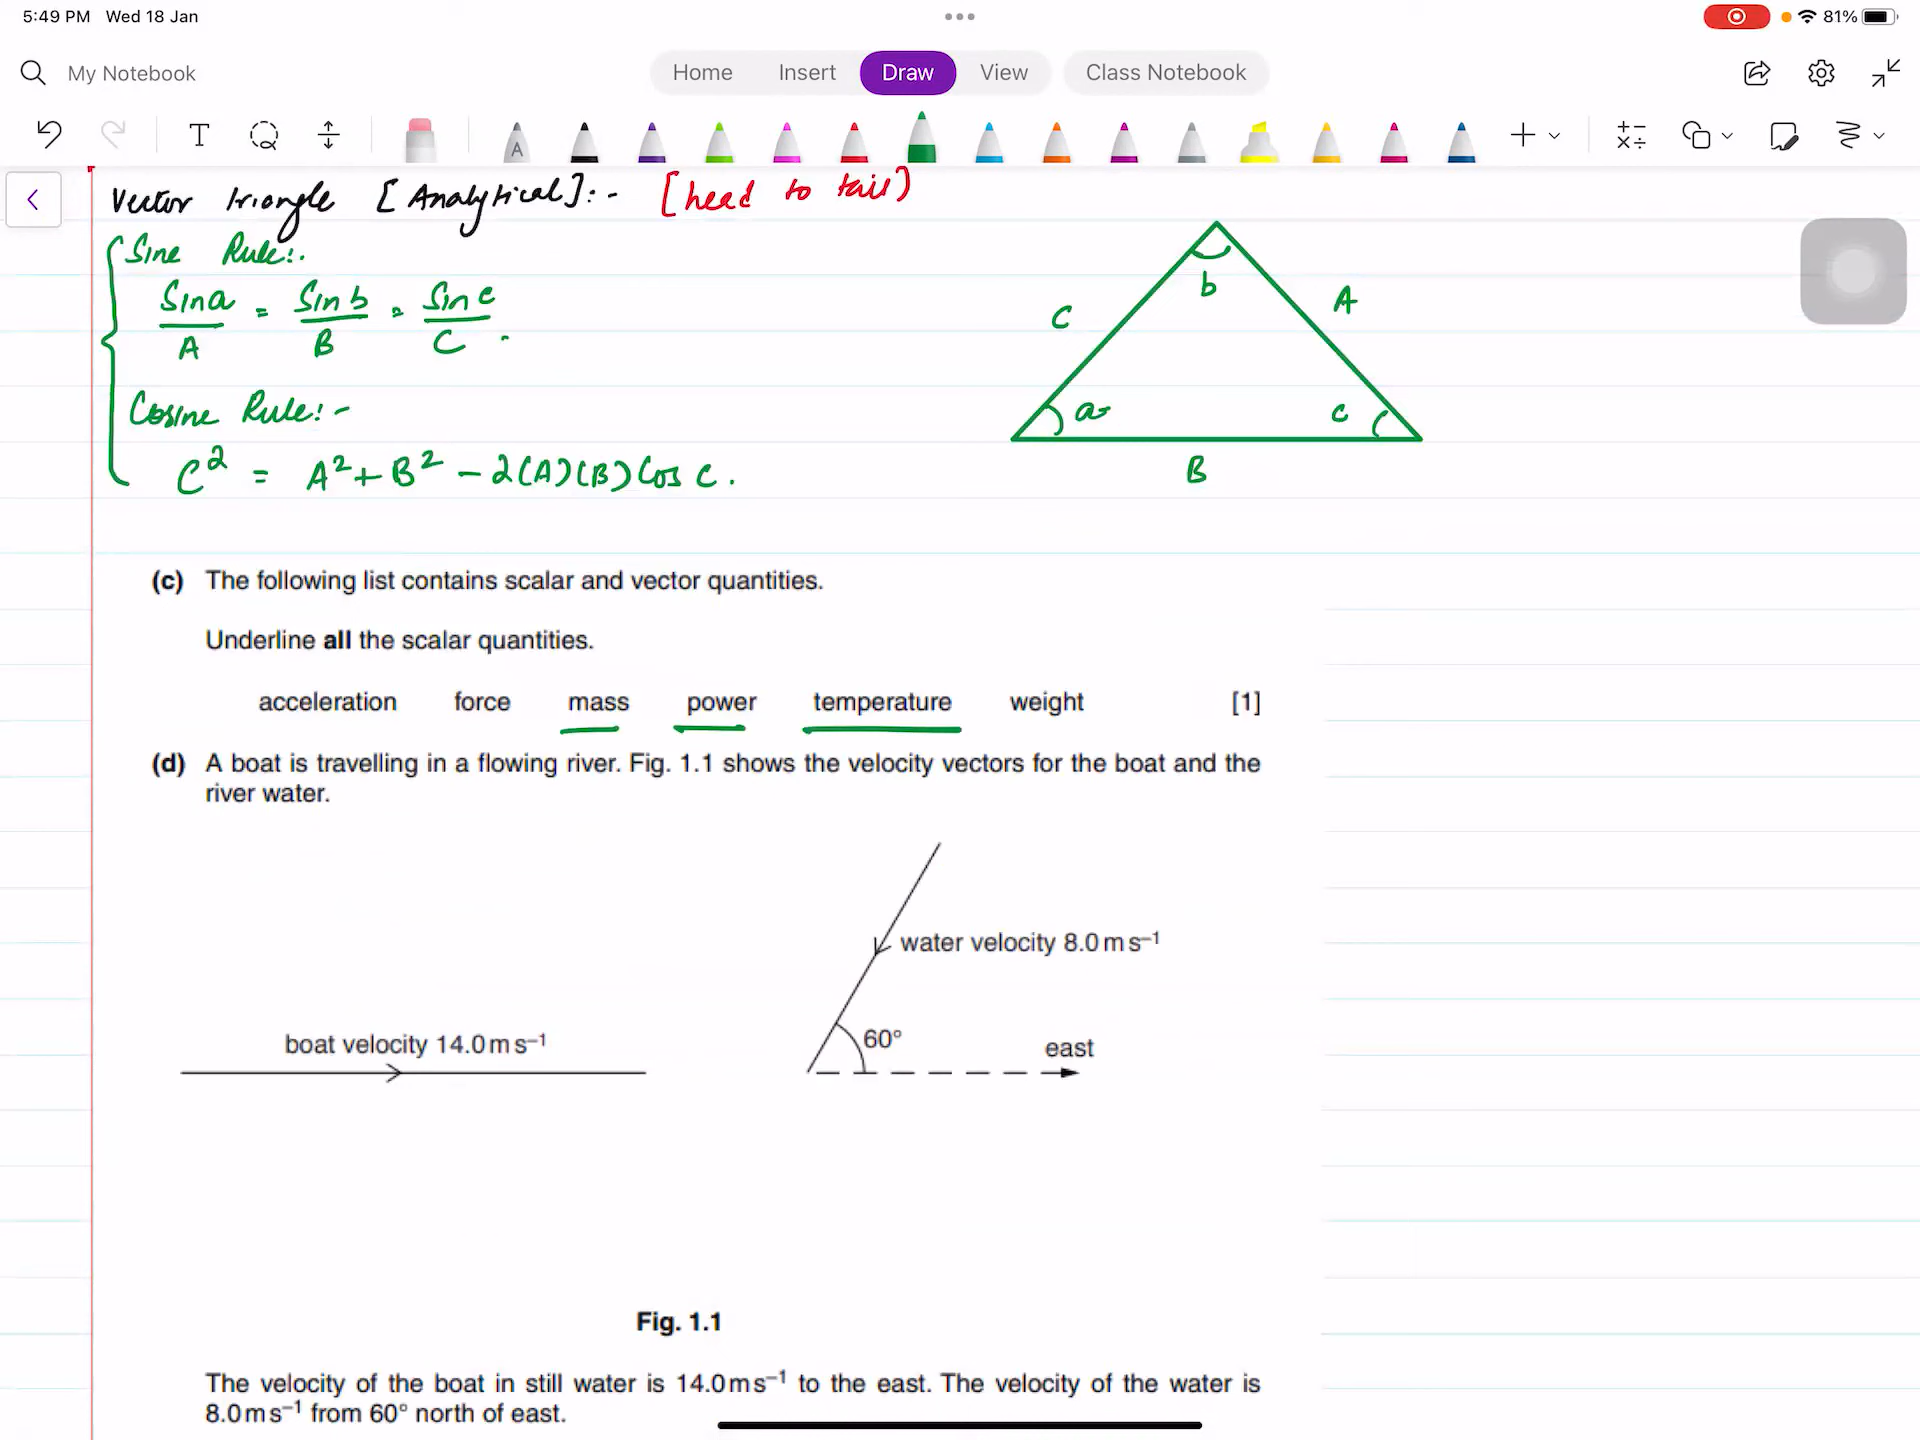 5:49 PM Wed 18 Jan
81%
My Notebook
Home Insert Draw View Class Notebook
T A
Vector triangle [Analytical]:- [head to tail)
Sine Rule:.
Sin a = Sin b = Sin c
A B C
Cosine Rule:-
C² = A² + B² - 2(A)(B) Cos c.
b
C A
a c
B
(c) The following list contains scalar and vector quantities.
Underline all the scalar quantities.
acceleration force mass power temperature weight [1]
(d) A boat is travelling in a flowing river. Fig. 1.1 shows the velocity vectors for the boat and the
river water.
water velocity 8.0 m s⁻¹
60°
boat velocity 14.0 m s⁻¹
east
Fig. 1.1
The velocity of the boat in still water is 14.0 m s⁻¹ to the east. The velocity of the water is
8.0 m s⁻¹ from 60° north of east.